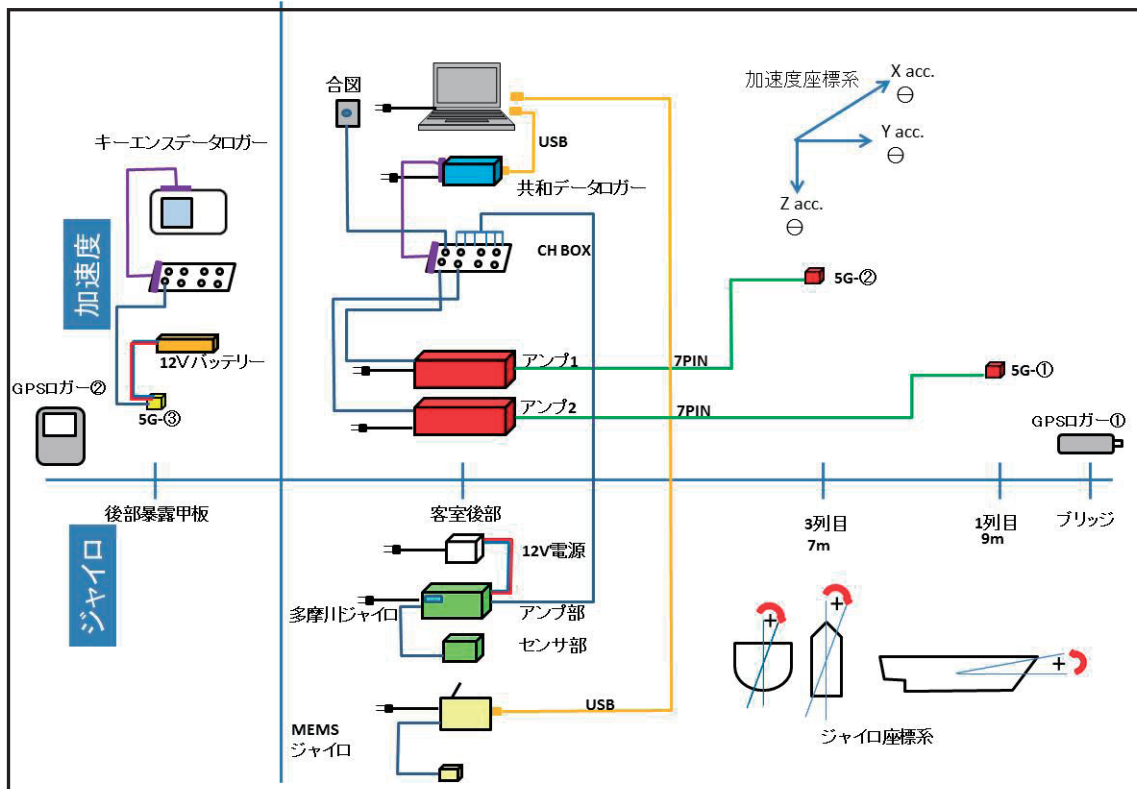 合図
加速度座標系
X acc.
⊖
Y acc.
⊖
Z acc.
⊖
キーエンスデータロガー
USB
共和データロガー
CH BOX
加速度
5G-②
12Vバッテリー
アンプ1
7PIN
5G-①
GPSロガー②
5G-③
アンプ2
7PIN
GPSロガー①
後部暴露甲板
客室後部
3列目
7m
1列目
9m
ブリッジ
ジャイロ
12V電源
多摩川ジャイロ
アンプ部
センサ部
+
+
+
USB
MEMS
ジャイロ
ジャイロ座標系